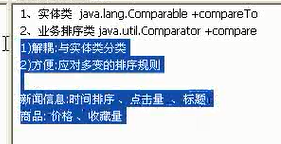 1、实体类 java.lang.Comparable +compareTo
2、业务排序类 java.util.Comparator +compare
1)解耦:与实体类分类
2)方便:应对多变的排序规则
新闻信息:时间排序 、点击量 、标题
商品: 价格、收藏量